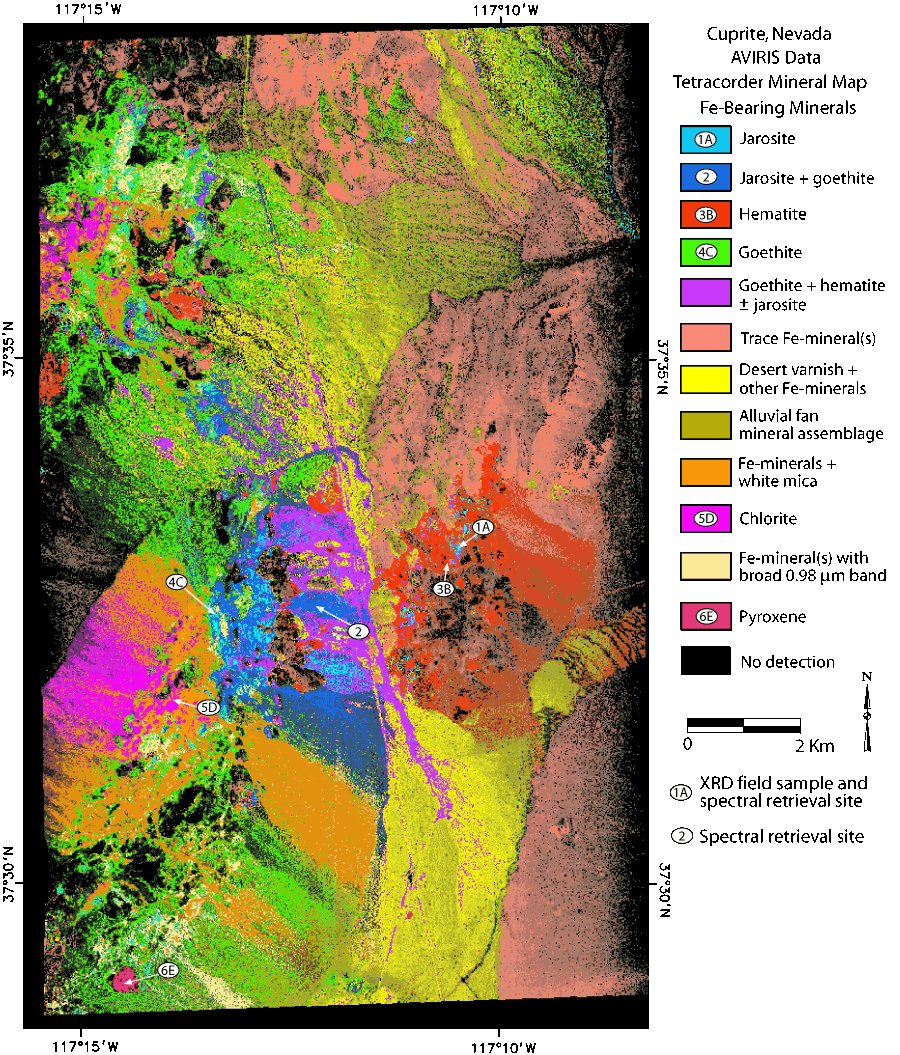 117°15'W
117°10'W
Cuprite, Nevada
AVIRIS Data
Tetracorder Mineral Map
Fe-Bearing Minerals
1A Jarosite
2 Jarosite + goethite
3B Hematite
4C Goethite
Goethite + hematite
± jarosite
Trace Fe-mineral(s)
Desert varnish +
other Fe-minerals
Alluvial fan
mineral assemblage
Fe-minerals +
white mica
5D Chlorite
Fe-mineral(s) with
broad 0.98 µm band
6E Pyroxene
No detection
N
0 2 Km
1A XRD field sample and
spectral retrieval site
2 Spectral retrieval site
37°35'N
37°35'N
1A
3B
4C
2
5D
37°30'N
37°30'N
6E
117°15'W
117°10'W